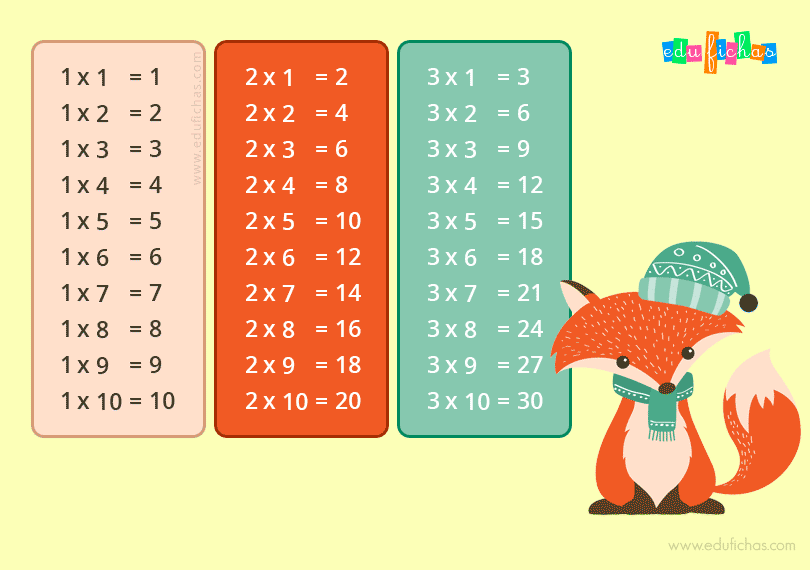 1 x 1 = 1
1 x 2 = 2
1 x 3 = 3
1 x 4 = 4
1 x 5 = 5
1 x 6 = 6
1 x 7 = 7
1 x 8 = 8
1 x 9 = 9
1 x 10 = 10
www.edufichas.com
2 x 1 = 2
2 x 2 = 4
2 x 3 = 6
2 x 4 = 8
2 x 5 = 10
2 x 6 = 12
2 x 7 = 14
2 x 8 = 16
2 x 9 = 18
2 x 10 = 20
3 x 1 = 3
3 x 2 = 6
3 x 3 = 9
3 x 4 = 12
3 x 5 = 15
3 x 6 = 18
3 x 7 = 21
3 x 8 = 24
3 x 9 = 27
3 x 10 = 30
edufichas
www.edufichas.com